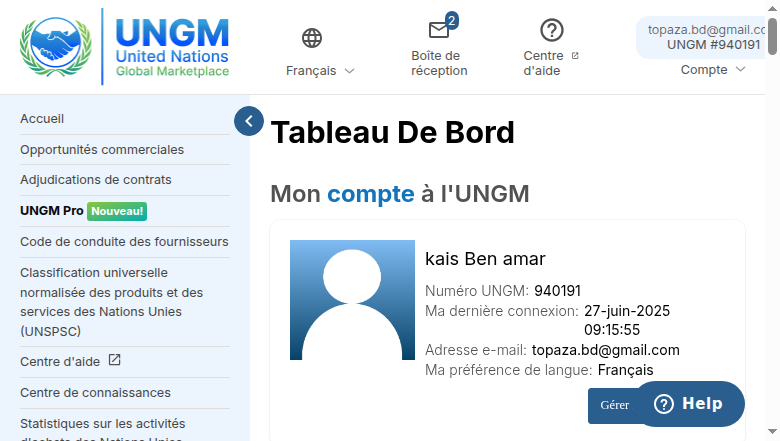 UNGM
United Nations
Global Marketplace
Français
2
Boîte de
réception
Centre
d'aide
topaza.bd@gmail.co
UNGM #940191
Compte
Accueil
Opportunités commerciales
Adjudications de contrats
UNGM Pro Nouveau!
Code de conduite des fournisseurs
Classification universelle
normalisée des produits et des
services des Nations Unies
(UNSPSC)
Centre d'aide
Centre de connaissances
Statistiques sur les activités
d'achats des Nations Unies
Tableau De Bord
Mon compte à l'UNGM
kais Ben amar
Numéro UNGM: 940191
Ma dernière connexion: 27-juin-2025
09:15:55
Adresse e-mail: topaza.bd@gmail.com
Ma préférence de langue: Français
Gérer
Help